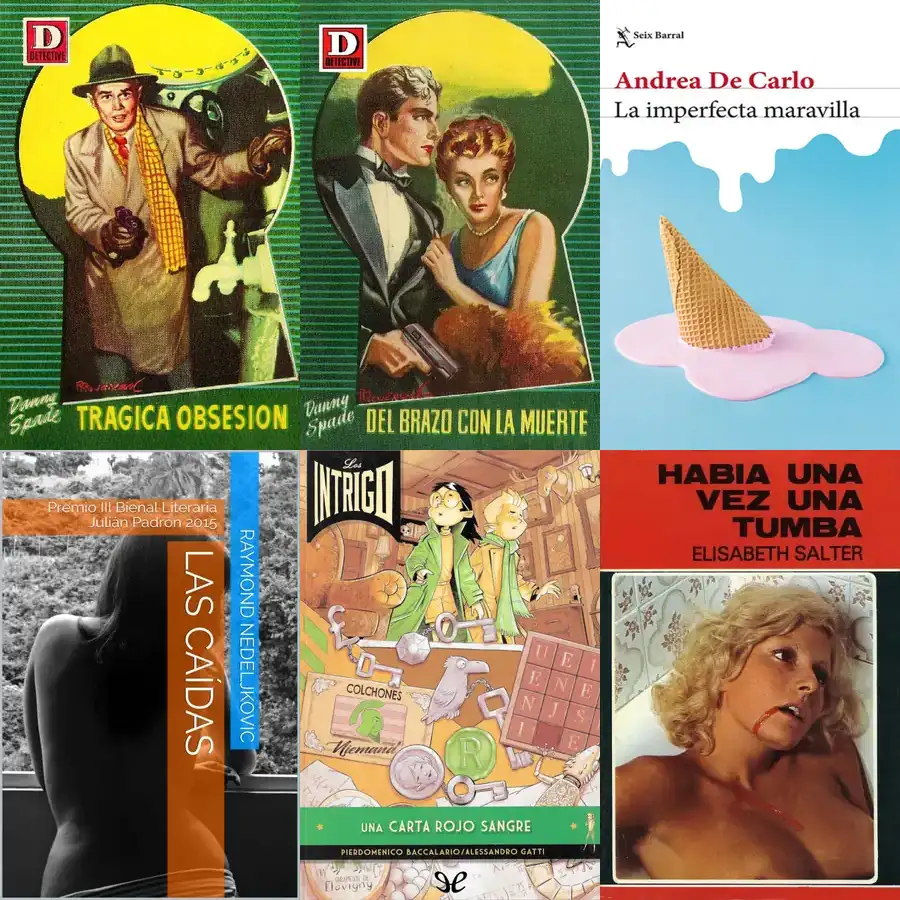 D
DETECTIVE
Danny
Spade
TRAGICA OBSESION
D
DETECTIVE
Danny
Spade
DEL BRAZO CON LA MUERTE
Seix Barral
Andrea De Carlo
La imperfecta maravilla
Premio III Bienal Literaria
Julián Padrón 2015
RAYMOND NEDELJKOVIC
LAS CAÍDAS
Los
INTRIGO
COLCHONES
Niemand
R
UNA CARTA ROJO SANGRE
PIERDOMENICO BACCALARIO/ALESSANDRO GATTI
HABIA UNA
VEZ UNA
TUMBA
ELISABETH SALTER